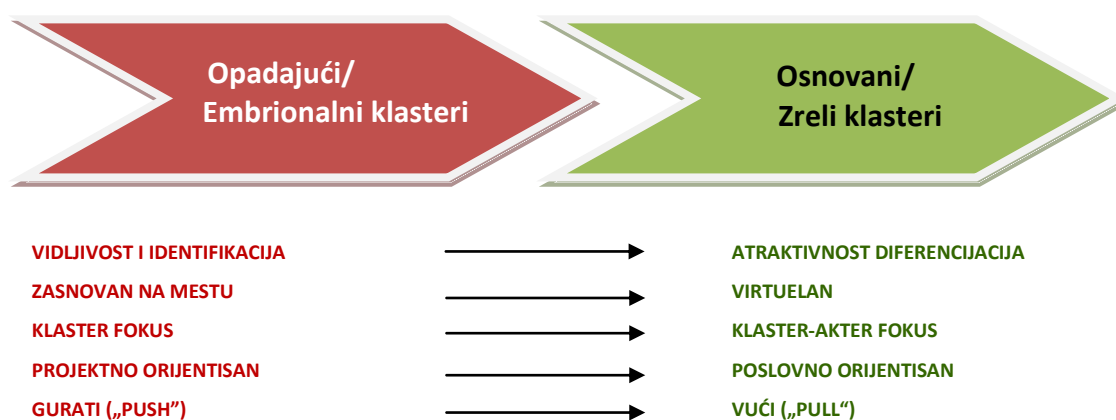 Opadajući/
Embrionalni klasteri
Osnovani/
Zreli klasteri
VIDLJIVOST I IDENTIFIKACIJA
ATRAKTIVNOST DIFERENCIJACIJA
ZASNOVAN NA MESTU
VIRTUELAN
KLASTER FOKUS
KLASTER-AKTER FOKUS
PROJEKTNO ORIJENTISAN
POSLOVNO ORIJENTISAN
GURATI („PUSH”)
VUĆI („PULL“)